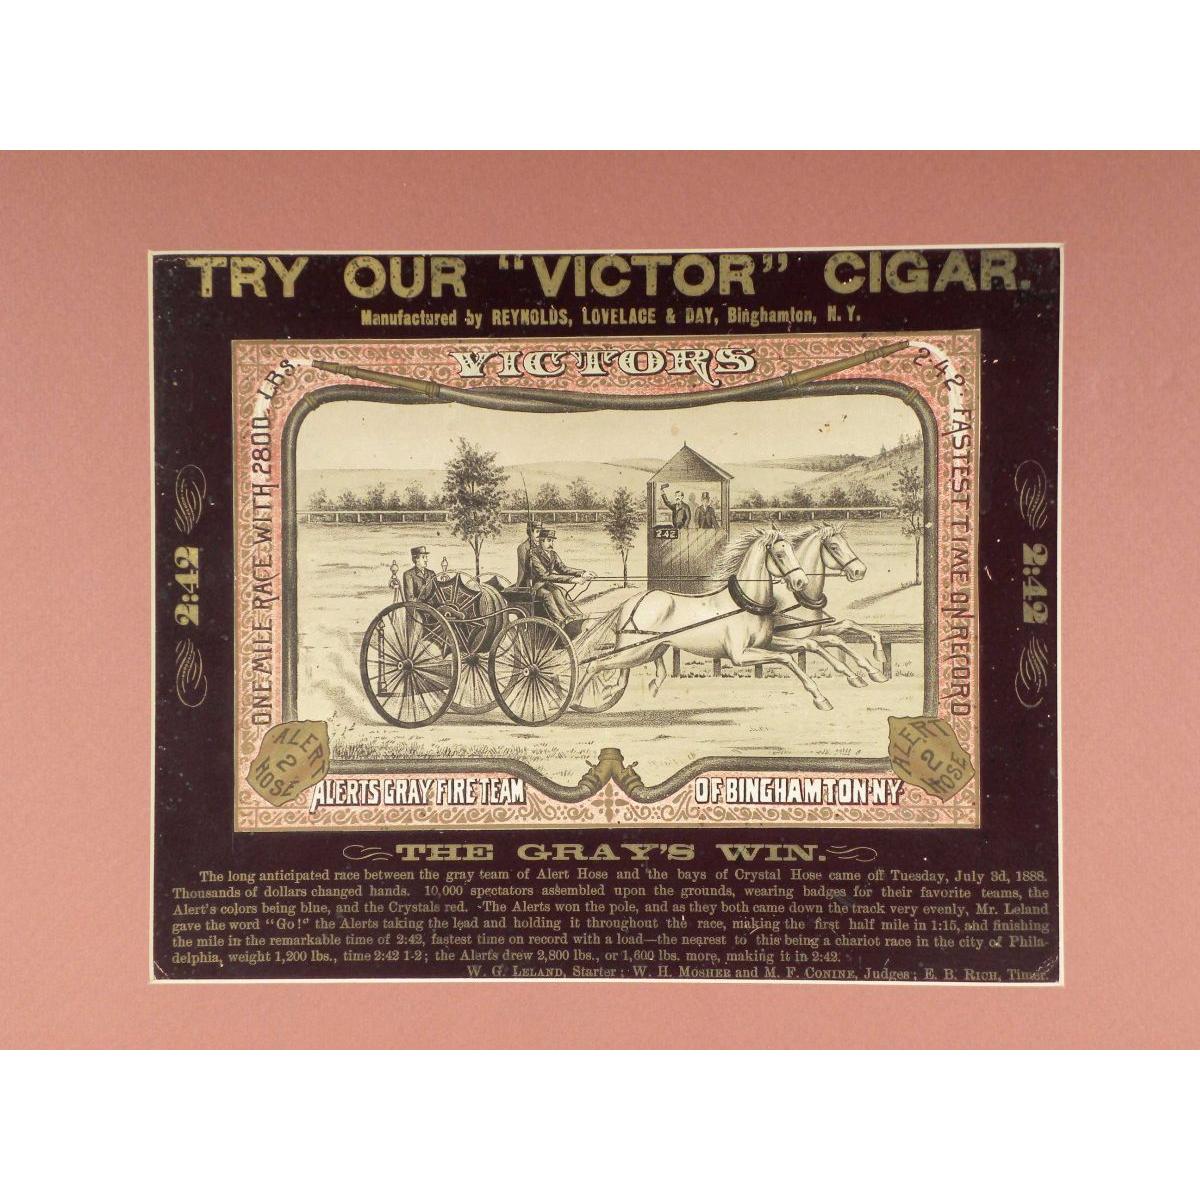 TRY OUR "VICTOR" CIGAR.
Manufactured by REYNOLDS, LOVELACE & DAY, Binghamton, N. Y.
VICTORS
ONE MILE RACE WITH 2800 LBS.
2.42. FASTEST TIME ON RECORD
2:42
2:42
2.42
ALERT
2
HOSE
ALERT
2
HOSE
ALERTS GRAY FIRE TEAM OF BINGHAMTON N.Y.
THE GRAY'S WIN.
The long anticipated race between the gray team of Alert Hose and the bays of Crystal Hose came off Tuesday, July 3d, 1888.
Thousands of dollars changed hands. 10,000 spectators assembled upon the grounds, wearing badges for their favorite teams, the
Alert's colors being blue, and the Crystals red. The Alerts won the pole, and as they both came down the track very evenly, Mr. Leland
gave the word "Go!" the Alerts taking the lead and holding it throughout the race, making the first half mile in 1:15, and finishing
the mile in the remarkable time of 2:42, fastest time on record with a load—the nearest to this being a chariot race in the city of Phila-
delphia, weight 1,200 lbs., time 2:42 1-2; the Alerts drew 2,800 lbs., or 1,600 lbs. more, making it in 2:42.
W. G. LELAND, Starter; W. H. MOSHER and M. F. CONINE, Judges; E. B. RICH, Timer.